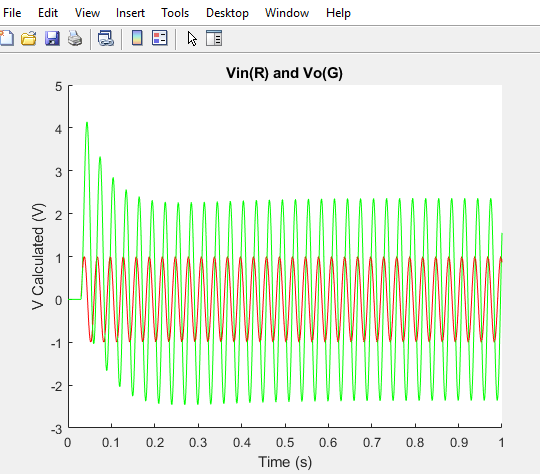 File Edit View Insert Tools Desktop Window Help
Vin(R) and Vo(G)
5
4
3
2
1
0
-1
-2
-3
V Calculated (V)
0 0.1 0.2 0.3 0.4 0.5 0.6 0.7 0.8 0.9 1
Time (s)